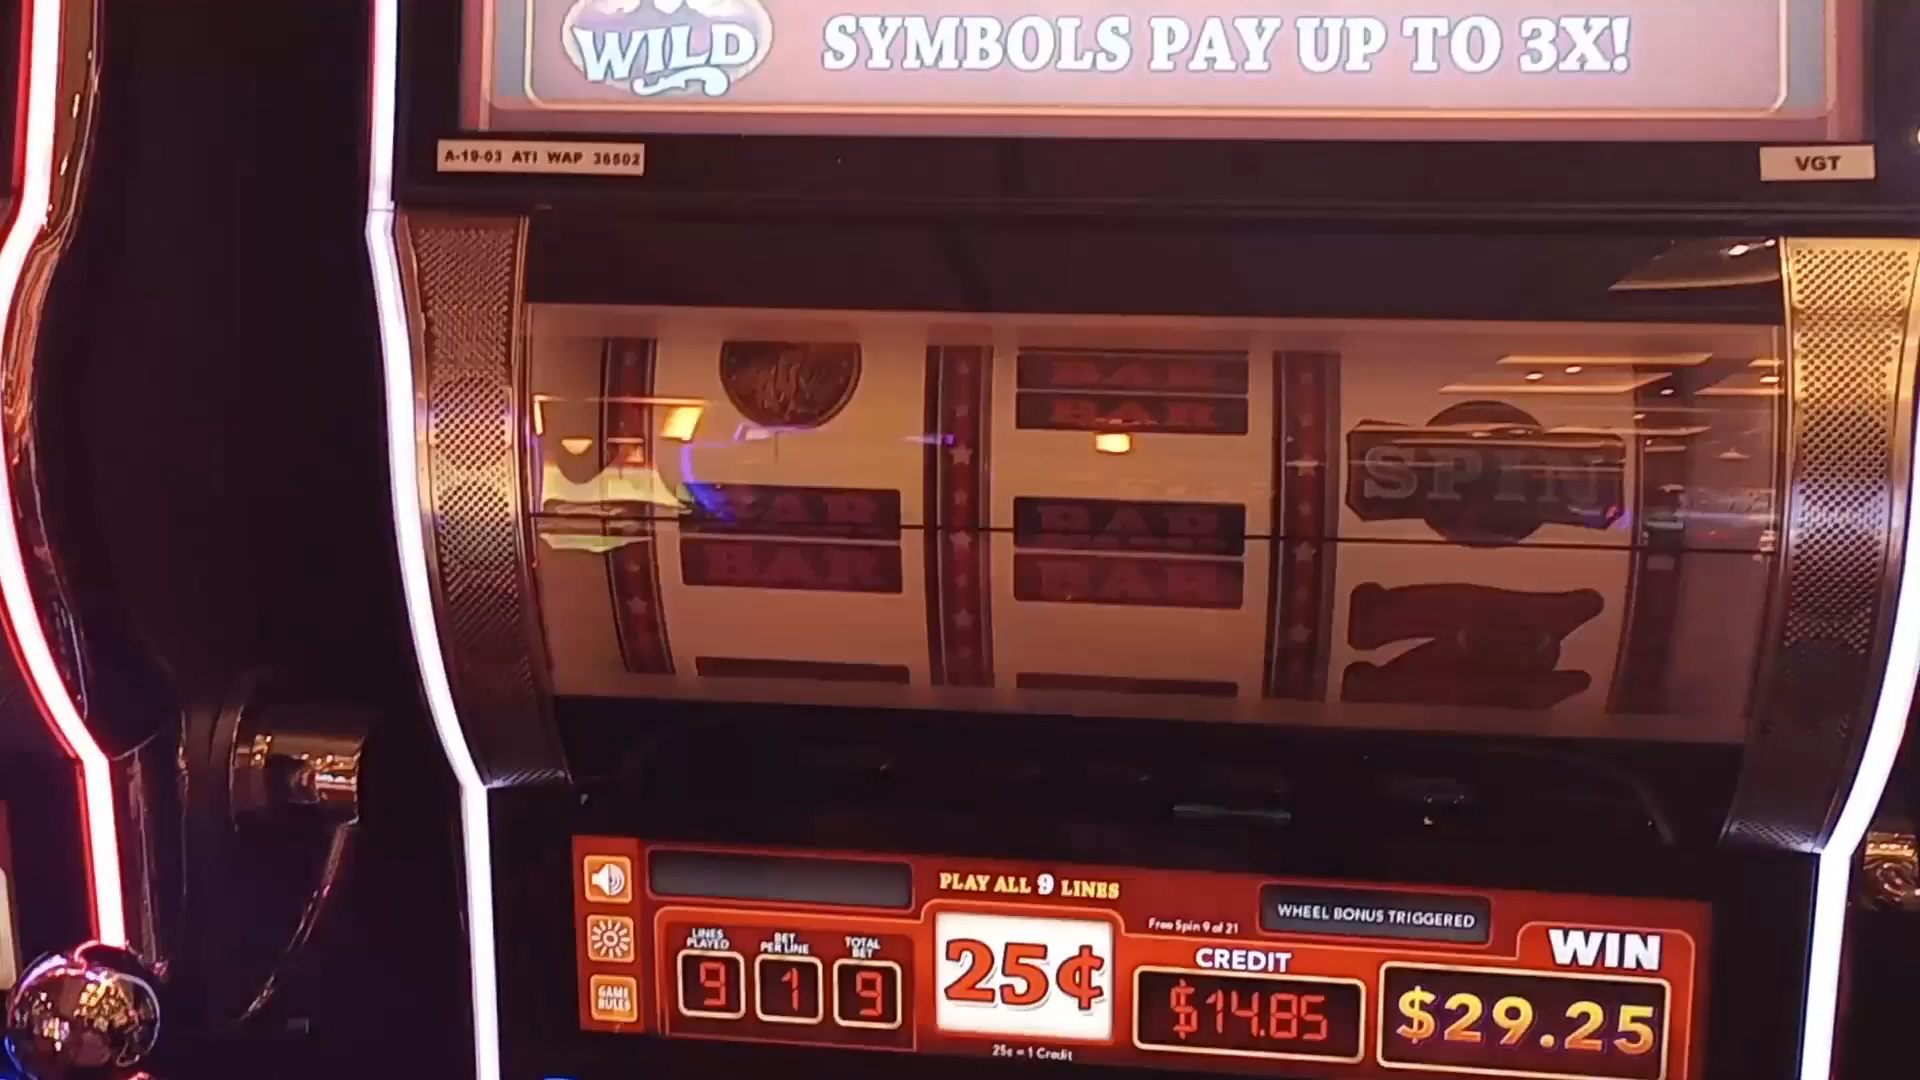 WILD
SYMBOLS PAY UP TO 3X!
A-19-03 ATI WAP 36502
VGT
BAR
BAR
SPIN
BAR
BAR
BAR
BAR
7
PLAY ALL 9 LINES
Free Spin 9 of 21
WHEEL BONUS TRIGGERED
LINES PLAYED
BET PER LINE
TOTAL BET
9
1
9
25¢
CREDIT
$14.85
WIN
$29.25
GAME RULES
25¢ = 1 Credit